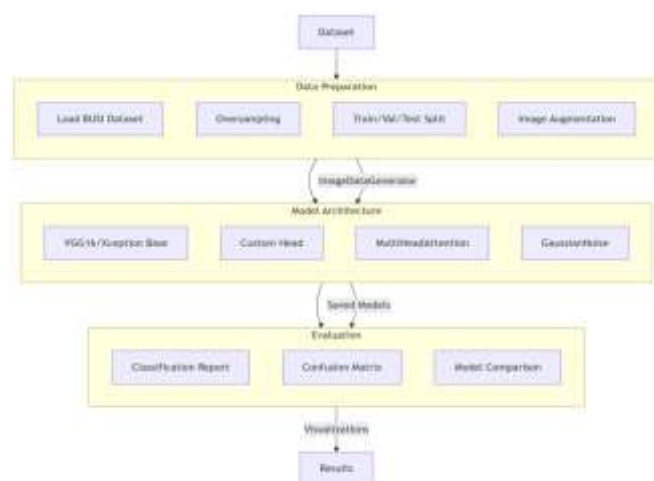 Dataset
Data Preparation
Load BUSI Dataset
Oversampling
Train/Val/Test Split
Image Augmentation
ImageDataGenerator
Model Architecture
VGG16/Xception Base
Custom Head
MultiHeadAttention
GaussianNoise
Saved Models
Evaluation
Classification Report
Confusion Matrix
Model Comparison
Visualizations
Results